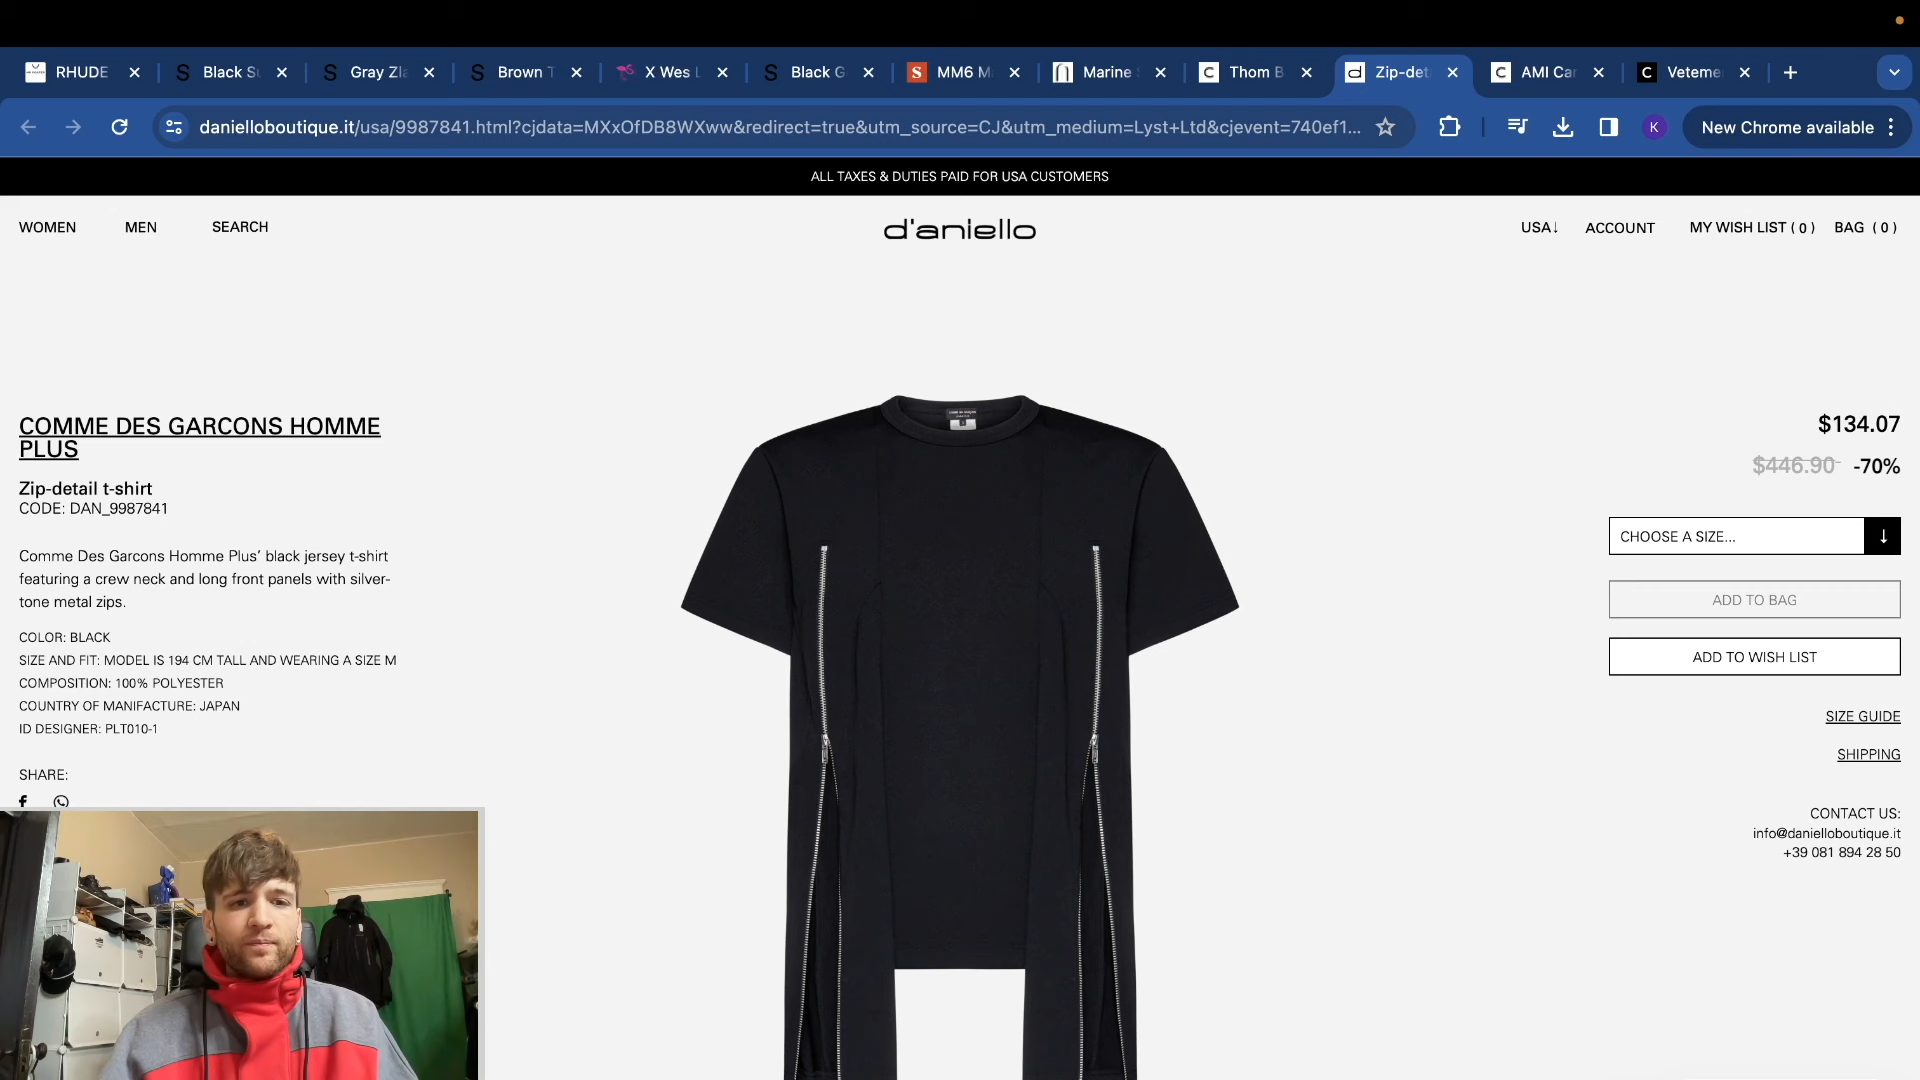 RHUDE
Black Su
Gray Zla
Brown T
X Wes L
Black G
MM6 M
Marine S
Thom B
Zip-det
AMI Car
Veteme
danielloboutique.it/usa/9987841.html?cjdata=MXxOfDB8WXww&redirect=true&utm_source=CJ&utm_medium=Lyst+Ltd&cjevent=740ef1...
K
New Chrome available
ALL TAXES & DUTIES PAID FOR USA CUSTOMERS
WOMEN
MEN
SEARCH
d'aniello
USA↓
ACCOUNT
MY WISH LIST ( 0 )
BAG ( 0 )
COMME DES GARCONS HOMME
PLUS
Zip-detail t-shirt
CODE: DAN_9987841
Comme Des Garcons Homme Plus’ black jersey t-shirt
featuring a crew neck and long front panels with silver-
tone metal zips.
COLOR: BLACK
SIZE AND FIT: MODEL IS 194 CM TALL AND WEARING A SIZE M
COMPOSITION: 100% POLYESTER
COUNTRY OF MANIFACTURE: JAPAN
ID DESIGNER: PLT010-1
SHARE:
$134.07
$446.90 -70%
CHOOSE A SIZE...
ADD TO BAG
ADD TO WISH LIST
SIZE GUIDE
SHIPPING
CONTACT US:
info@danielloboutique.it
+39 081 894 28 50